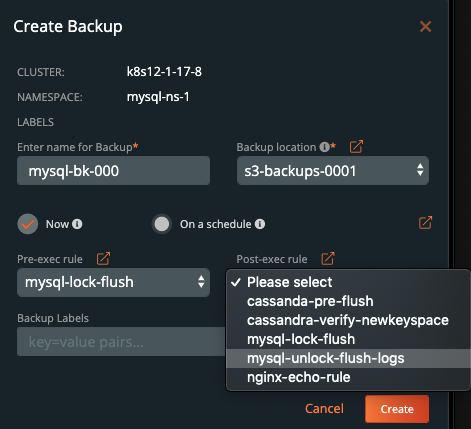 Create Backup
CLUSTER: k8s12-1-17-8
NAMESPACE: mysql-ns-1
LABELS
Enter name for Backup* Backup location *
mysql-bk-000 s3-backups-0001
Now On a schedule
Pre-exec rule Post-exec rule
mysql-lock-flush
Please select
cassanda-pre-flush
cassandra-verify-newkeyspace
mysql-lock-flush
mysql-unlock-flush-logs
nginx-echo-rule
Backup Labels
key=value pairs...
Cancel Create